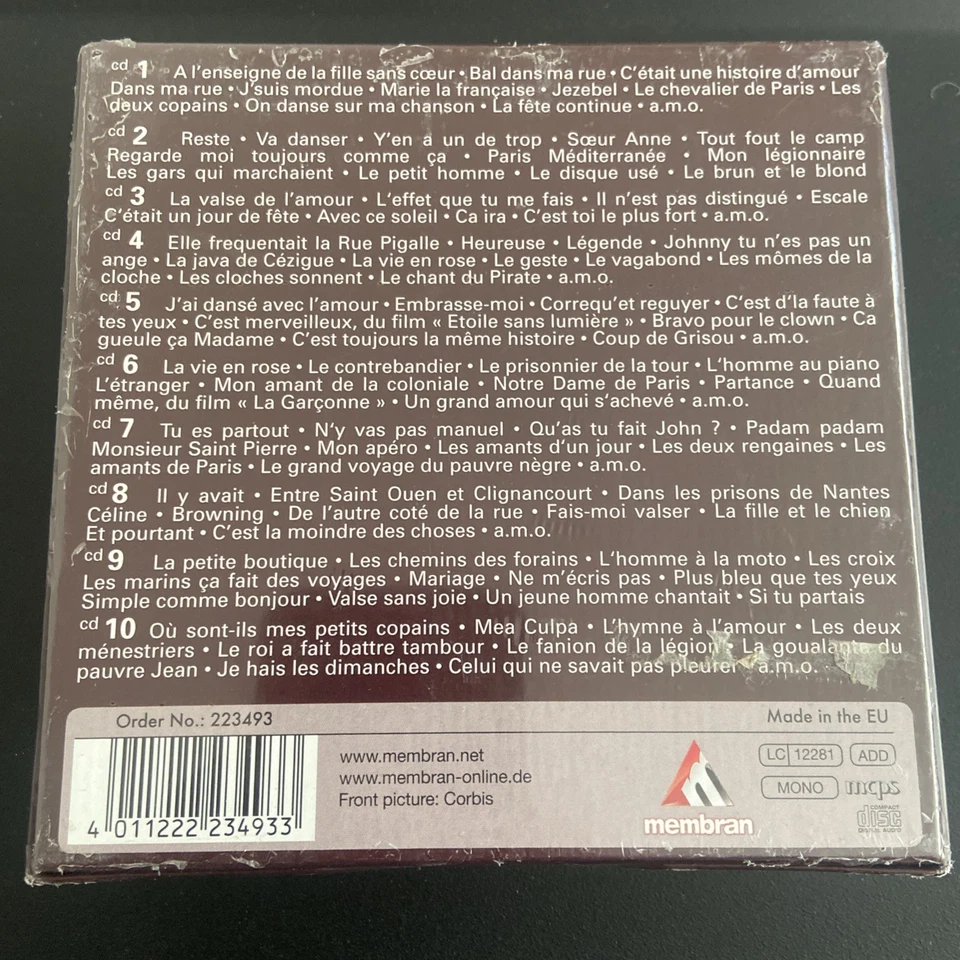 cd 1 A l'enseigne de la fille sans cœur • Bal dans ma rue • C'était une histoire d'amour
Dans ma rue • J'suis mordue • Marie la française • Jezebel • Le chevalier de Paris • Les
deux copains • On danse sur ma chanson • La fête continue • a.m.o.
cd 2 Reste • Va danser • Y'en a un de trop • Sœur Anne • Tout fout le camp
Regarde moi toujours comme ça • Paris Méditerranée • Mon légionnaire
Les gars qui marchaient • Le petit homme • Le disque usé • Le brun et le blond
cd 3 La valse de l'amour • L'effet que tu me fais • Il n'est pas distingué • Escale
C'était un jour de fête • Avec ce soleil • Ca ira • C'est toi le plus fort • a.m.o.
cd 4 Elle frequentait la Rue Pigalle • Heureuse • Légende • Johnny tu n'es pas un
ange • La java de Cézigue • La vie en rose • Le geste • Le vagabond • Les mômes de la
cloche • Les cloches sonnent • Le chant du Pirate • a.m.o.
cd 5 J'ai dansé avec l'amour • Embrasse-moi • Correqu'et reguyer • C'est d'la faute à
tes yeux • C'est merveilleux, du film « Etoile sans lumière » • Bravo pour le clown • Ca
gueule ça Madame • C'est toujours la même histoire • Coup de Grisou • a.m.o.
cd 6 La vie en rose • Le contrebandier • Le prisonnier de la tour • L'homme au piano
L'étranger • Mon amant de la coloniale • Notre Dame de Paris • Partance • Quand
même, du film « La Garçonne » • Un grand amour qui s‘achevé • a.m.o.
cd 7 Tu es partout • N‘y vas pas manuel • Qu'as tu fait John ? • Padam padam
Monsieur Saint Pierre • Mon apéro • Les amants d'un jour • Les deux rengaines • Les
amants de Paris • Le grand voyage du pauvre nègre • a.m.o.
cd 8 Il y avait • Entre Saint Ouen et Clignancourt • Dans les prisons de Nantes
Céline • Browning • De l'autre coté de la rue • Fais-moi valser • La fille et le chien
Et pourtant • C'est la moindre des choses • a.m.o.
cd 9 La petite boutique • Les chemins des forains • L‘homme à la moto • Les croix
Les marins ça fait des voyages • Mariage • Ne m'écris pas • Plus bleu que tes yeux
Simple comme bonjour • Valse sans joie • Un jeune homme chantait • Si tu partais
cd 10 Où sont-ils mes petits copains • Mea Culpa • L'hymne à l'amour • Les deux
ménestriers • Le roi a fait battre tambour • Le fanion de la légion • La goualante du
pauvre Jean • Je hais les dimanches • Celui qui ne savait pas pleurer • a.m.o.
Order No.: 223493 Made in the EU
www.membran.net
www.membran-online.de
Front picture: Corbis
4 011222 234933
membran
LC 12281 ADD
MONO mcps
COMPACT
disc
DIGITAL AUDIO